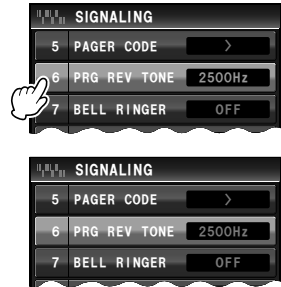 SIGNALING
5 PAGER CODE >
6 PRG REV TONE 2500Hz
7 BELL RINGER OFF
SIGNALING
5 PAGER CODE >
6 PRG REV TONE 2500Hz
7 BELL RINGER OFF